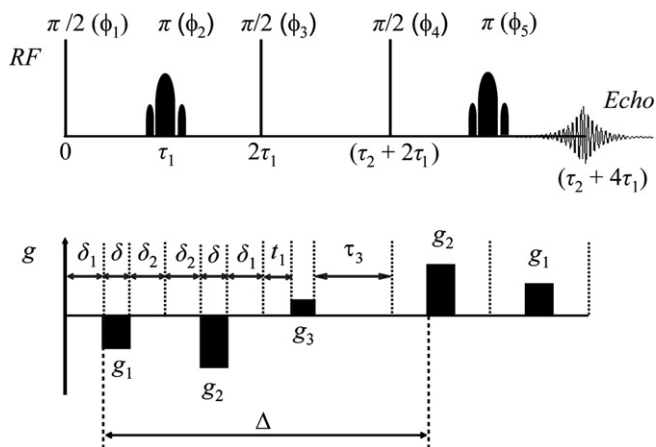 π/2 (ϕ₁) π (ϕ₂) π/2 (ϕ₃) π/2 (ϕ₄) π (ϕ₅)
RF
Echo
0 τ₁ 2τ₁ (τ₂ + 2τ₁) (τ₂ + 4τ₁)
g δ₁ δ δ₂ δ₂ δ δ₁ t₁ τ₃ g₂ g₁
g₁ g₂ g₃
Δ